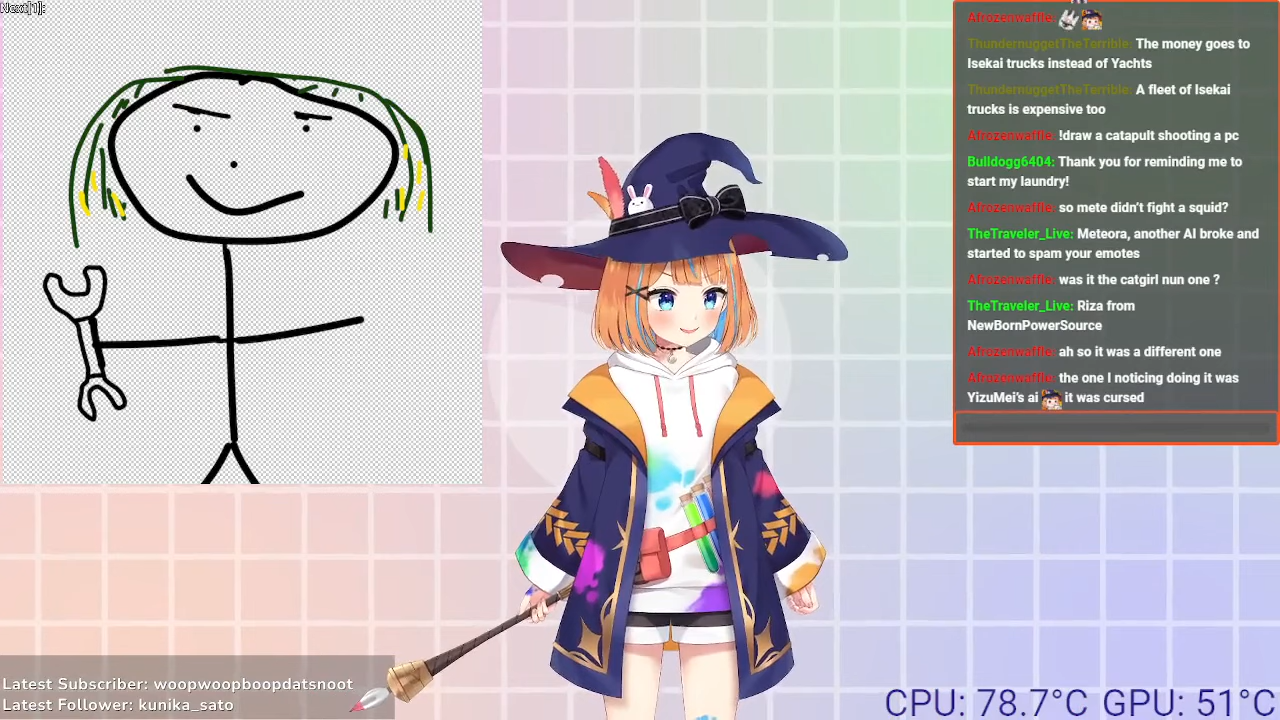 Next[1]:
Afrozenwaffle:
ThundernuggetTheTerrible: The money goes to
Isekai trucks instead of Yachts
ThundernuggetTheTerrible: A fleet of Isekai
trucks is expensive too
Afrozenwaffle: !draw a catapult shooting a pc
Bulldogg6404: Thank you for reminding me to
start my laundry!
Afrozenwaffle: so mete didn't fight a squid?
TheTraveler_Live: Meteora, another AI broke and
started to spam your emotes
Afrozenwaffle: was it the catgirl nun one ?
TheTraveler_Live: Riza from
NewBornPowerSource
Afrozenwaffle: ah so it was a different one
Afrozenwaffle: the one I noticing doing it was
YizuMei's ai it was cursed
Latest Subscriber: woopwoopboopdatsnoot
Latest Follower: kunika_sato
CPU: 78.7°C GPU: 51°C